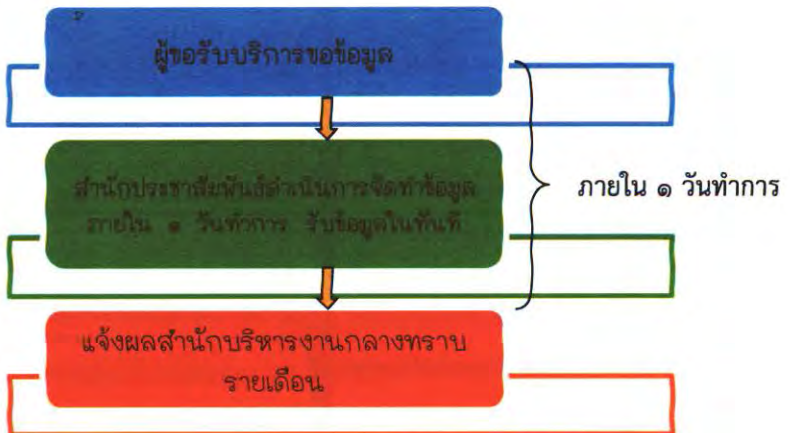 ผู้ขอรับบริการขอข้อมูล
สำนักประชาสัมพันธ์ดำเนินการจัดทำข้อมูล
ภายใน ๑ วันทำการ รับข้อมูลในทันที
ภายใน ๑ วันทำการ
แจ้งผลสำนักบริหารงานกลางทราบ
รายเดือน